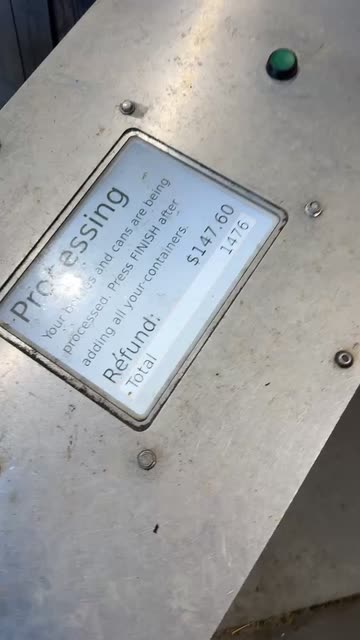 Processing
Your bottles and cans are being
processed. Press FINISH after
adding all your containers.
Refund: $147.60
Total 1476